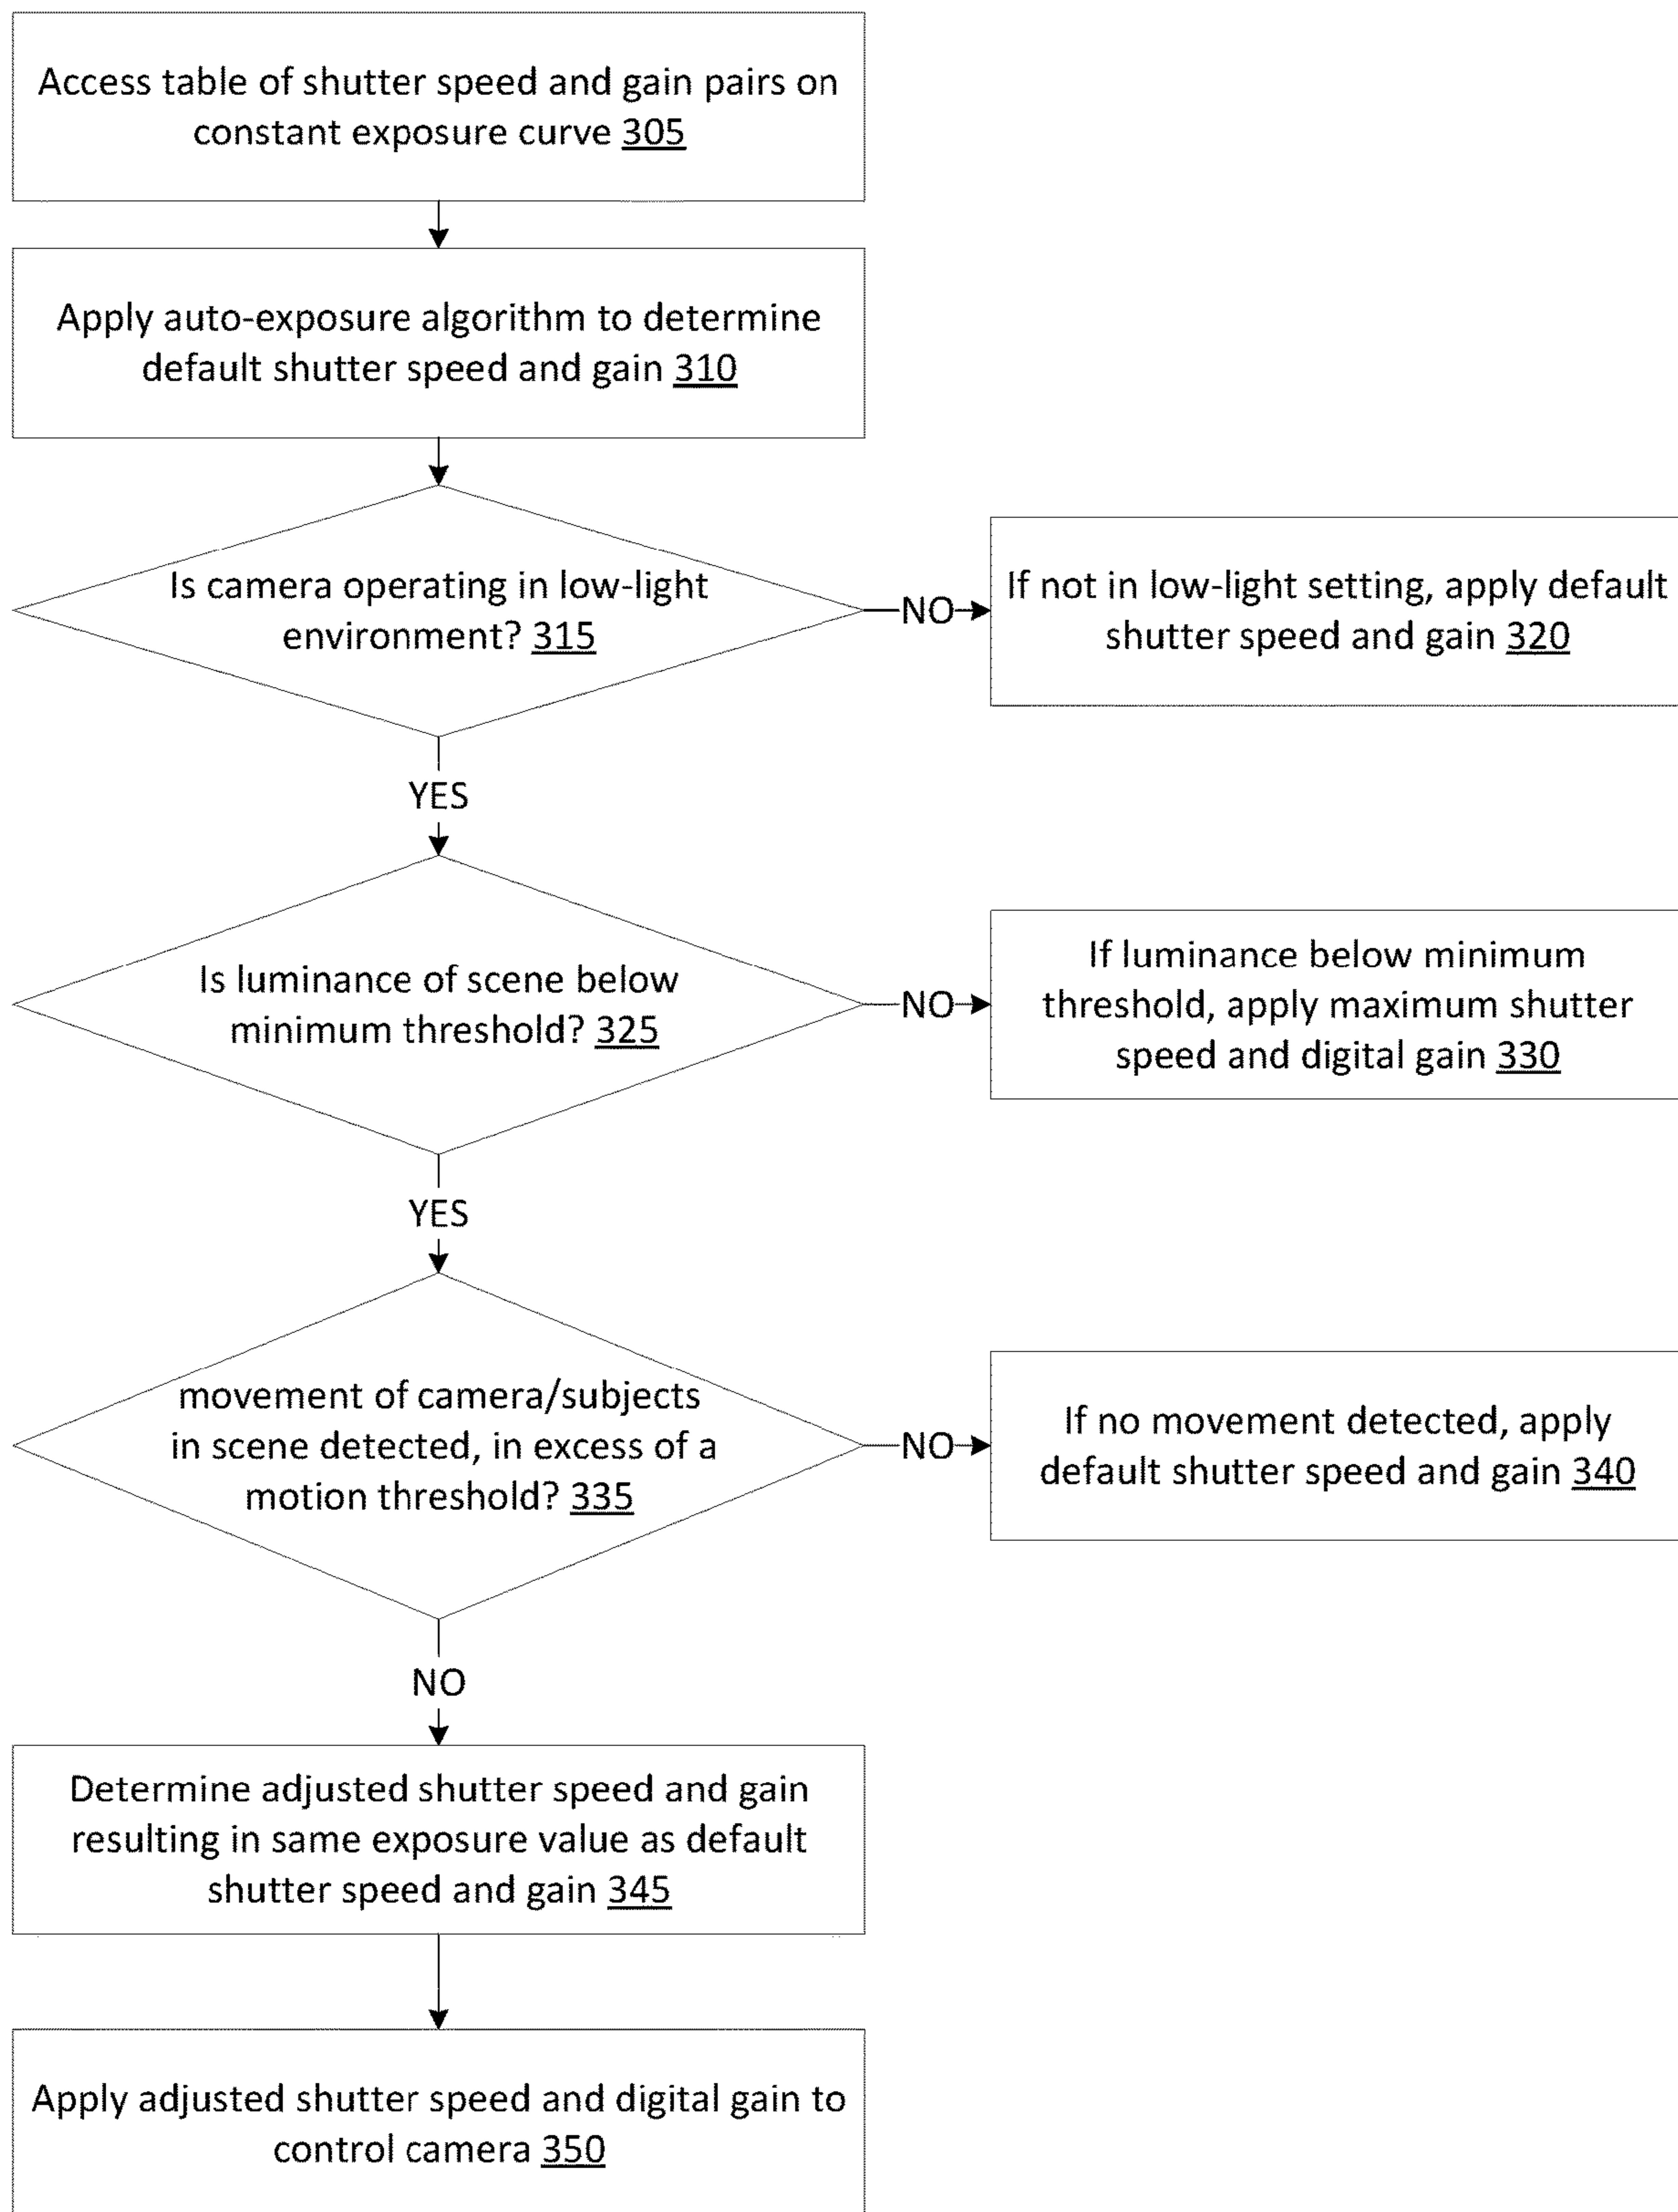 Access table of shutter speed and gain pairs on
constant exposure curve 305
Apply auto-exposure algorithm to determine
default shutter speed and gain 310
Is camera operating in low-light
environment? 315
NO
If not in low-light setting, apply default
shutter speed and gain 320
YES
Is luminance of scene below
minimum threshold? 325
NO
If luminance below minimum
threshold, apply maximum shutter
speed and digital gain 330
YES
movement of camera/subjects
in scene detected, in excess of a
motion threshold? 335
NO
If no movement detected, apply
default shutter speed and gain 340
NO
Determine adjusted shutter speed and gain
resulting in same exposure value as default
shutter speed and gain 345
Apply adjusted shutter speed and digital gain to
control camera 350